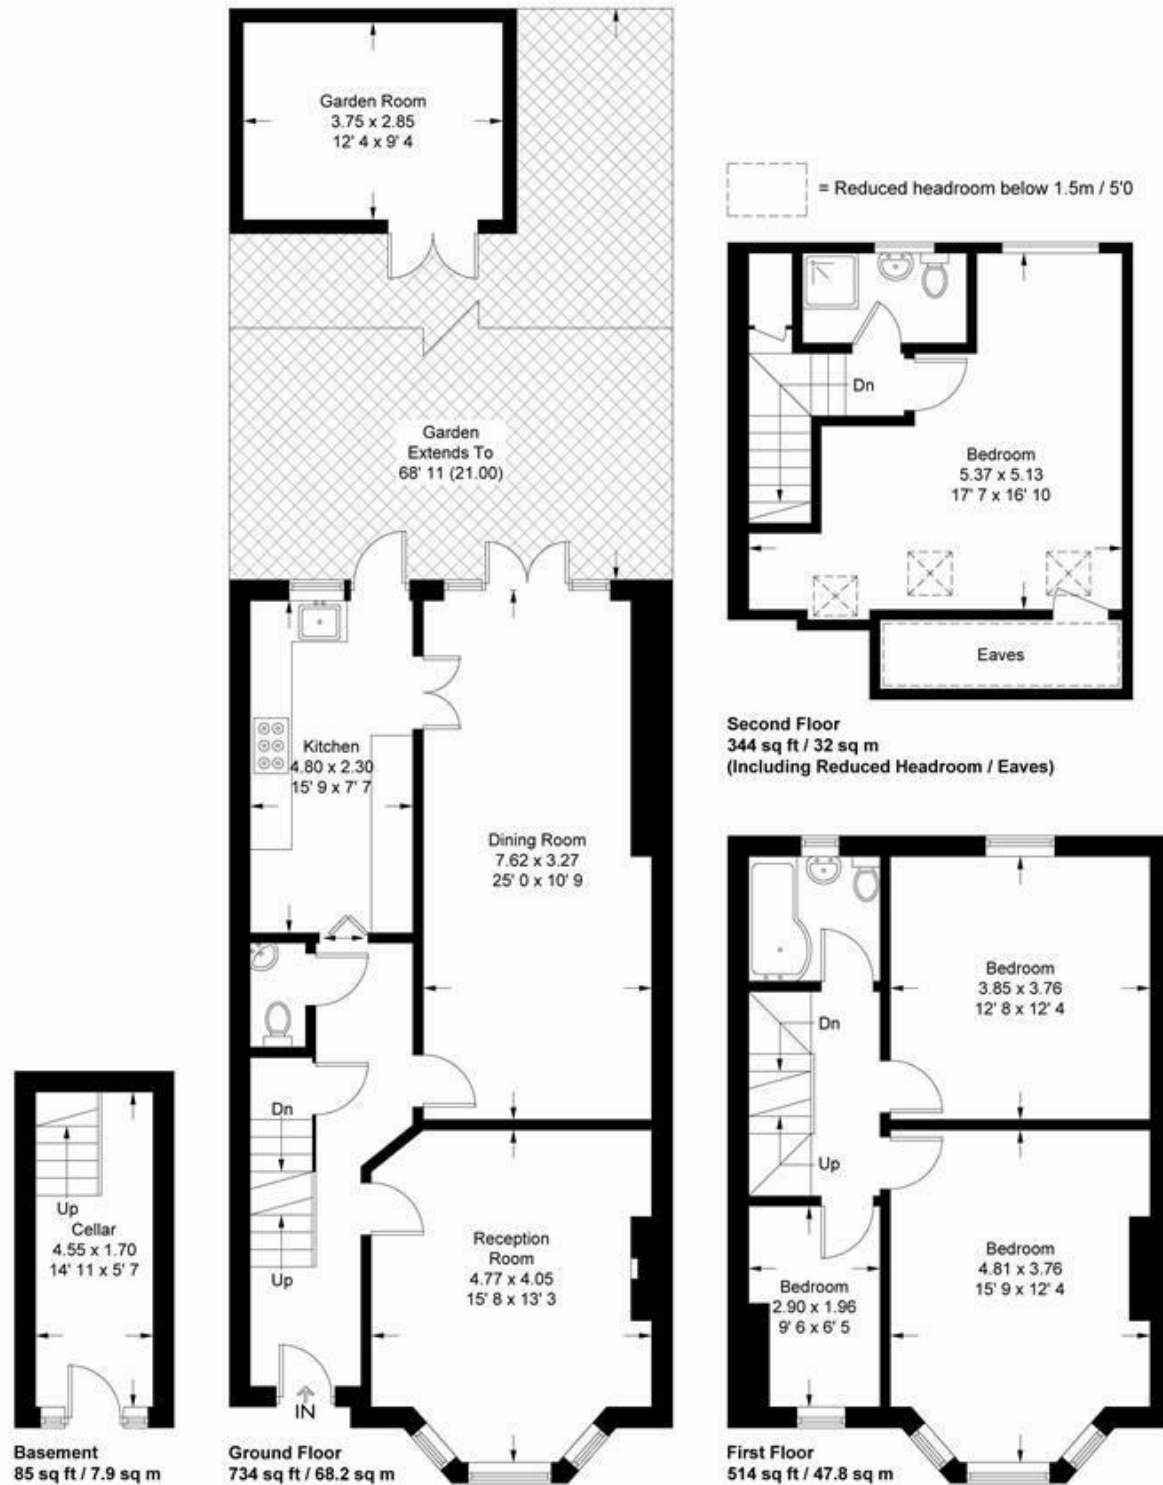 Garden Room
3.75 x 2.85
12' 4 x 9' 4
= Reduced headroom below 1.5m / 5'0
Dn
Garden
Extends To
68' 11 (21.00)
Bedroom
5.37 x 5.13
17' 7 x 16' 10
Eaves
Second Floor
344 sq ft / 32 sq m
(Including Reduced Headroom / Eaves)
Kitchen
4.80 x 2.30
15' 9 x 7' 7
Dining Room
7.62 x 3.27
25' 0 x 10' 9
Bedroom
3.85 x 3.76
12' 8 x 12' 4
Dn
Up
Dn
Up
Reception
Room
4.77 x 4.05
15' 8 x 13' 3
Up
Cellar
4.55 x 1.70
14' 11 x 5' 7
Bedroom
4.81 x 3.76
15' 9 x 12' 4
Bedroom
2.90 x 1.96
9' 6 x 6' 5
IN
Basement
85 sq ft / 7.9 sq m
Ground Floor
734 sq ft / 68.2 sq m
First Floor
514 sq ft / 47.8 sq m